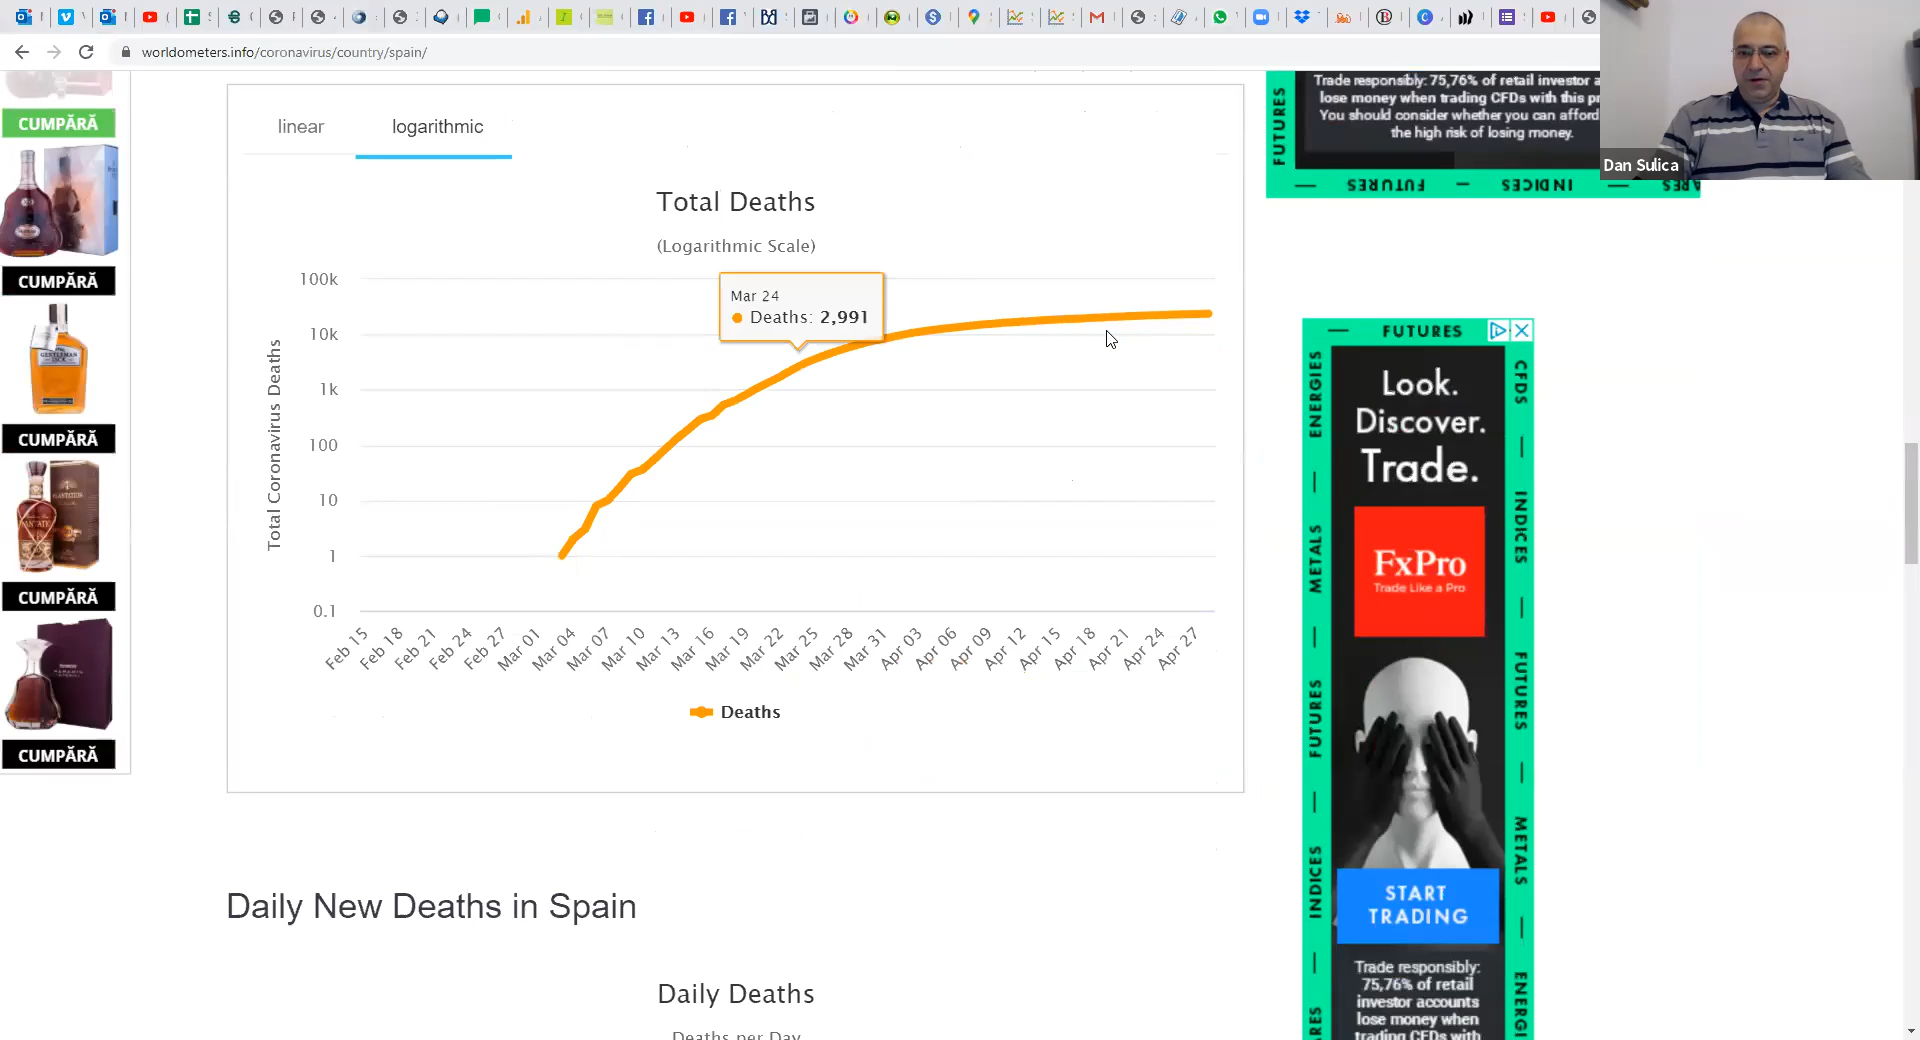 worldometers.info/coronavirus/country/spain/
CUMPĂRĂ
CUMPĂRĂ
GENTLEMAN
JACK
CUMPĂRĂ
PLANTATION
CUMPĂRĂ
CUMPĂRĂ
linear
logarithmic
Total Deaths
(Logarithmic Scale)
Total Coronavirus Deaths
100k
10k
1k
100
10
1
0.1
Mar 24
Deaths: 2,991
Feb 15
Feb 18
Feb 21
Feb 24
Feb 27
Mar 01
Mar 04
Mar 07
Mar 10
Mar 13
Mar 16
Mar 19
Mar 22
Mar 25
Mar 28
Mar 31
Apr 03
Apr 06
Apr 09
Apr 12
Apr 15
Apr 18
Apr 21
Apr 24
Apr 27
Deaths
Daily New Deaths in Spain
Daily Deaths
Deaths per Day
FUTURES
Trade responsibly: 75,76% of retail investor a
lose money when trading CFDs with this pr
You should consider whether you can afford
the high risk of losing money.
FUTURES
INDICES
ARES
Dan Sulica
FUTURES
ENERGIES
METALS
FUTURES
INDICES
ARES
CFDS
INDICES
FUTURES
METALS
ENERGI
Look.
Discover.
Trade.
FxPro
Trade Like a Pro
START
TRADING
Trade responsibly:
75,76% of retail
investor accounts
lose money when
trading CFDs with